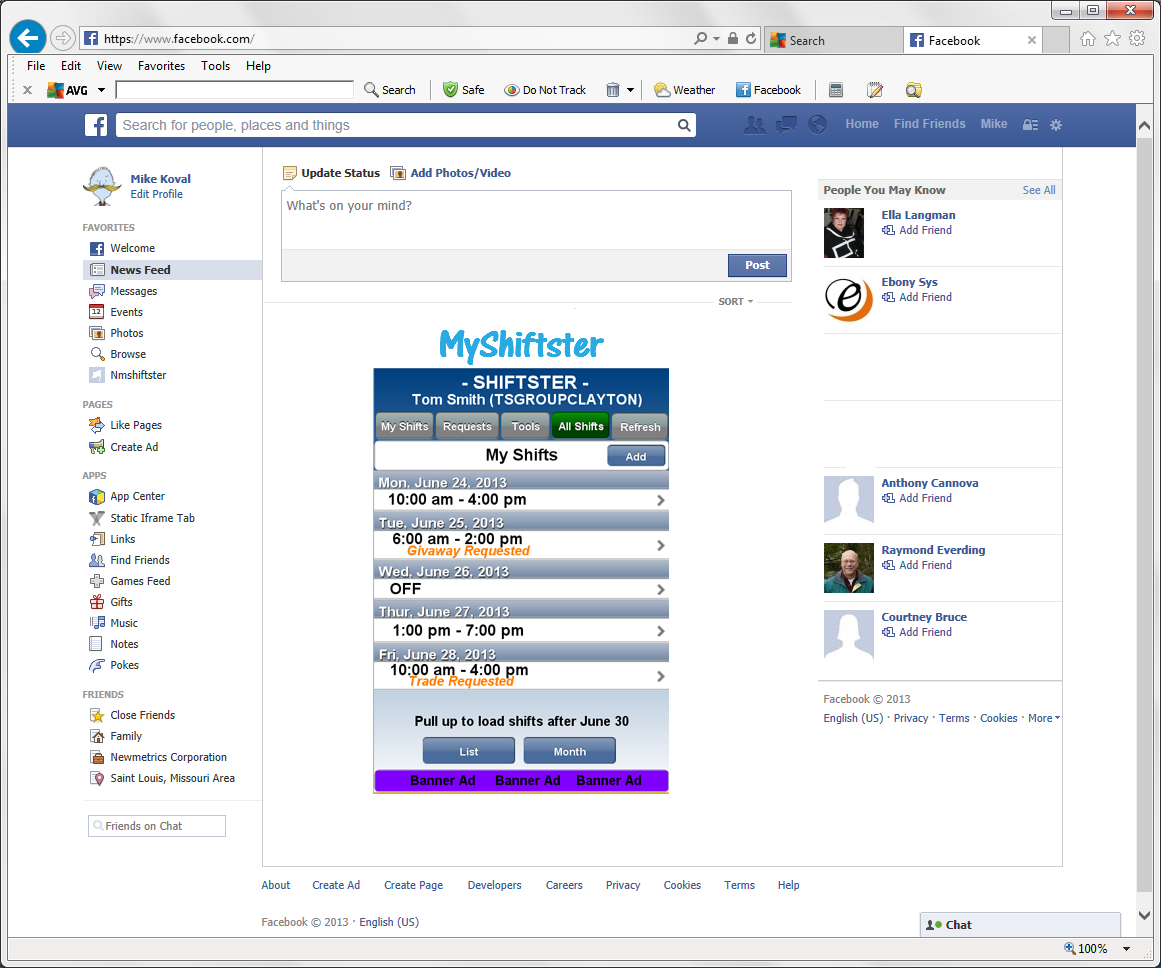 https://www.facebook.com/
Search
Facebook
File Edit View Favorites Tools Help
AVG Search Safe Do Not Track Weather Facebook
Search for people, places and things
Home Find Friends Mike
Mike Koval
Edit Profile
FAVORITES
Welcome
News Feed
Messages
12 Events
Photos
Browse
Nmshiftster
PAGES
Like Pages
Create Ad
APPS
App Center
Static Iframe Tab
Links
Find Friends
Games Feed
Gifts
Music
Notes
Pokes
FRIENDS
Close Friends
Family
Newmetrics Corporation
Saint Louis, Missouri Area
Friends on Chat
Update Status Add Photos/Video
What's on your mind?
Post
SORT
MyShiftster
- SHIFTSTER -
Tom Smith (TSGROUPCLAYTON)
My Shifts Requests Tools All Shifts Refresh
My Shifts Add
Mon, June 24, 2013
10:00 am - 4:00 pm
Tue, June 25, 2013
6:00 am - 2:00 pm
Givaway Requested
Wed, June 26, 2013
OFF
Thur, June 27, 2013
1:00 pm - 7:00 pm
Fri, June 28, 2013
10:00 am - 4:00 pm
Trade Requested
Pull up to load shifts after June 30
List Month
Banner Ad Banner Ad Banner Ad
People You May Know See All
Ella Langman
Add Friend
Ebony Sys
Add Friend
Anthony Cannova
Add Friend
Raymond Everding
Add Friend
Courtney Bruce
Add Friend
Facebook © 2013
English (US) · Privacy · Terms · Cookies · More
About Create Ad Create Page Developers Careers Privacy Cookies Terms Help
Facebook © 2013 · English (US)
Chat
100%